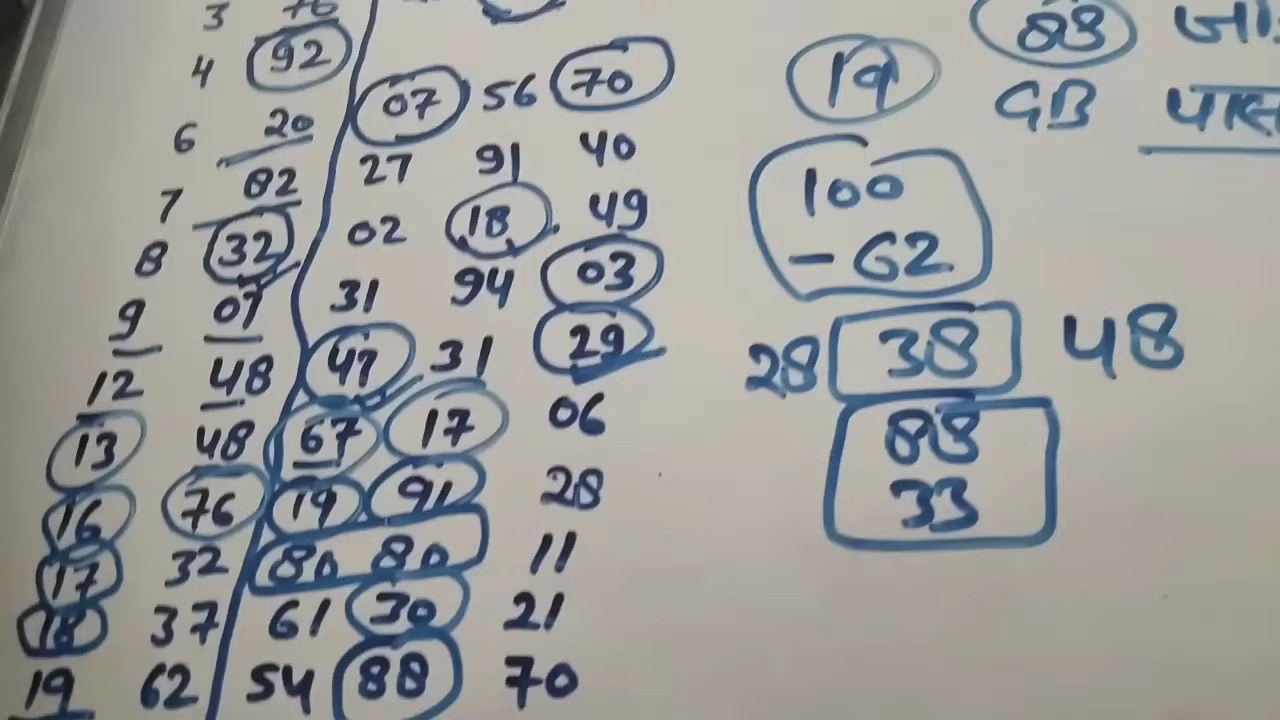 3 76
4 92
6 20 07 56 70
7 82 27 91 40
8 32 02 18 49
9 07 31 94 03
12 48 47 31 29
13 48 67 17 06
16 76 19 91 28
17 32 80 80 11
18 37 61 30 21
19 62 54 88 70
88
19 GB पास
100
- 62
28 38 48
88
33